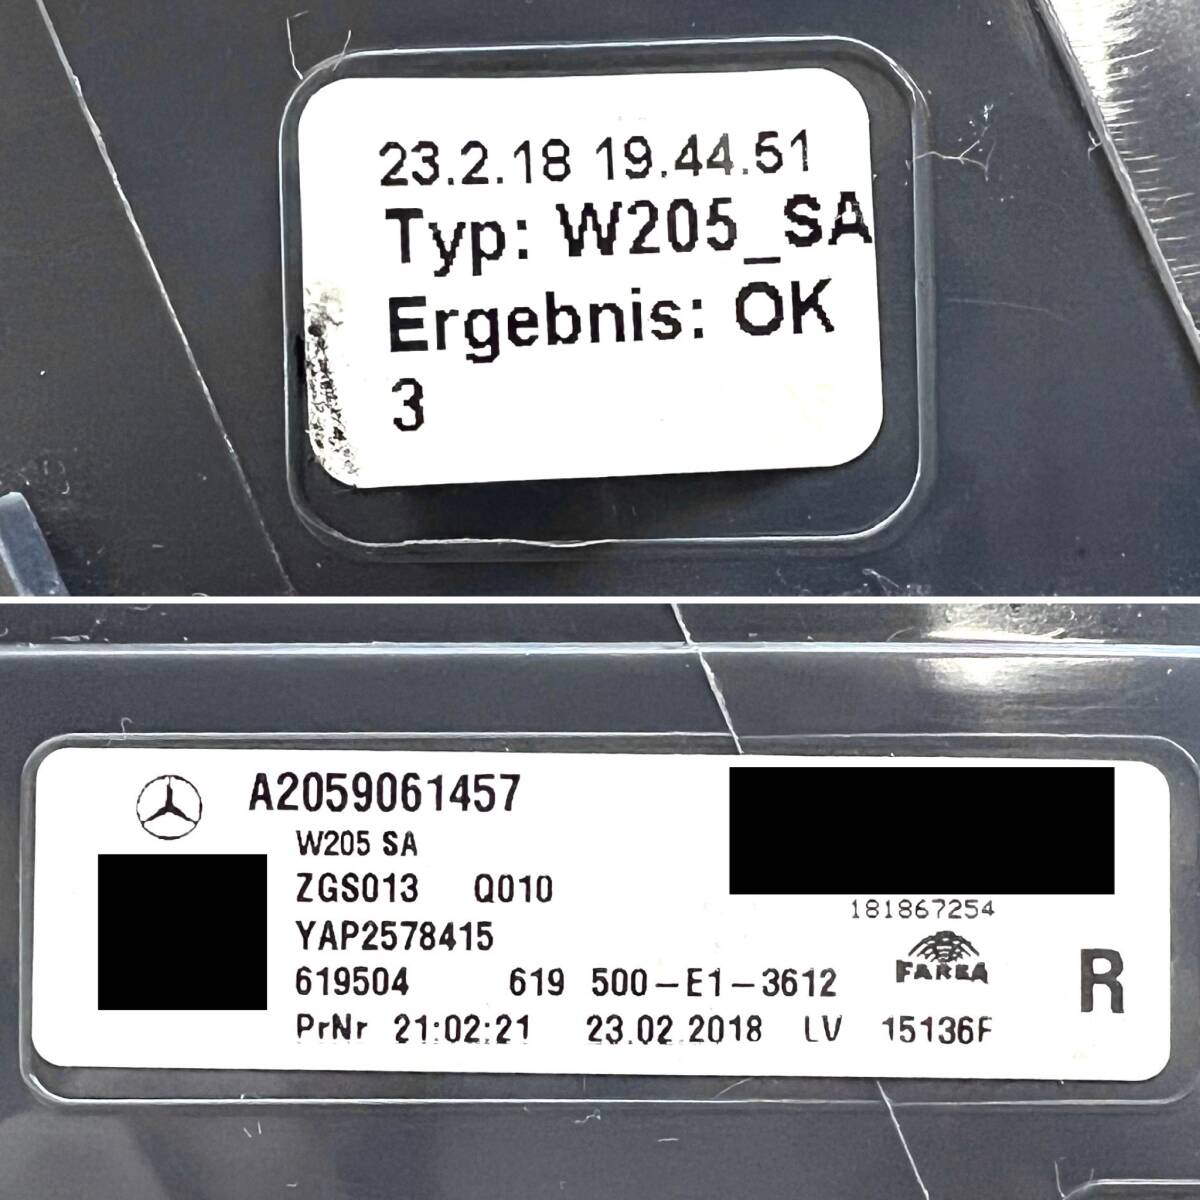 23.2.18 19.44.51
Typ: W205_SA
Ergebnis: OK
3
A2059061457
W205 SA
ZGS013 Q010
YAP2578415
619504 619 500-E1-3612
PrNr 21:02:21 23.02.2018 LV 15136F
181867254
FARBA
R